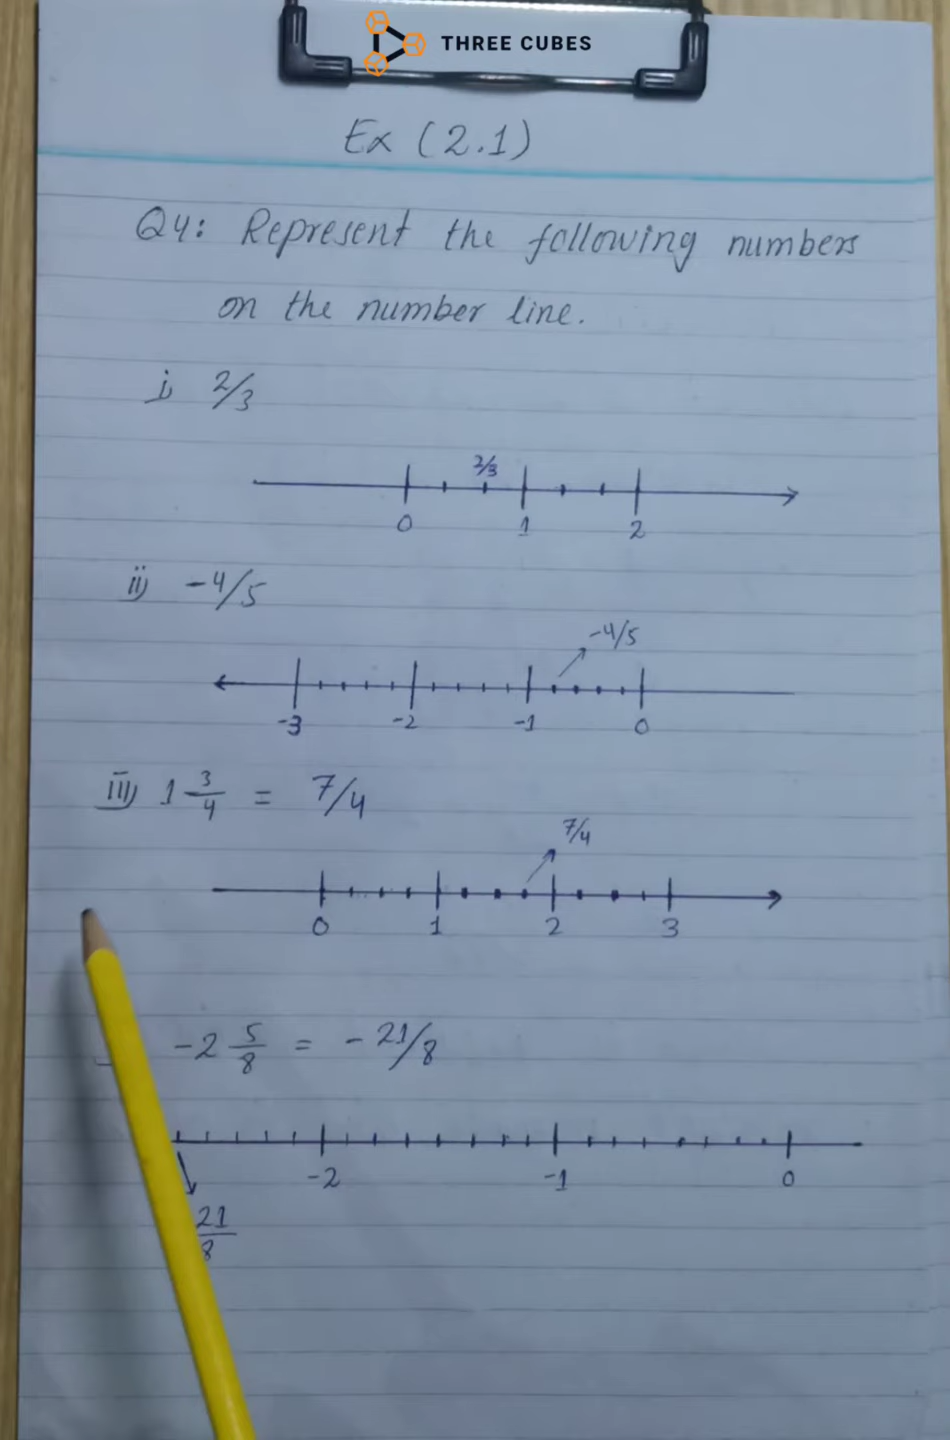 THREE CUBES
Ex (2.1)
Q4: Represent the following numbers
on the number line.
i) 2/3
2/3
0 1 2
ii) -4/5
-4/5
-3 -2 -1 0
iii) 1 3/4 = 7/4
7/4
0 1 2 3
-2 5/8 = -21/8
-2 -1 0
21
8